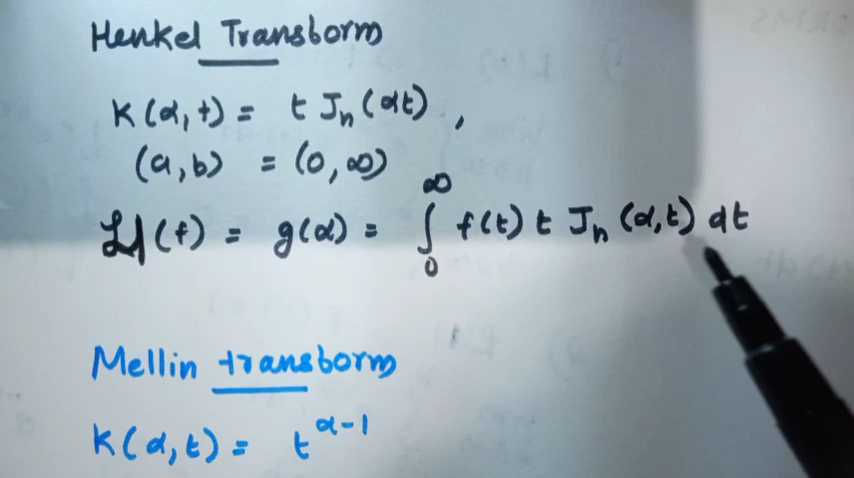 Henkel Transborm
K(α,t) = t Jn(αt),
(a,b) = (0,∞)
ℋ(f) = g(α) = ∫₀^∞ f(t) t Jn(α,t) dt
Mellin transborm
K(α,t) = t^α-1